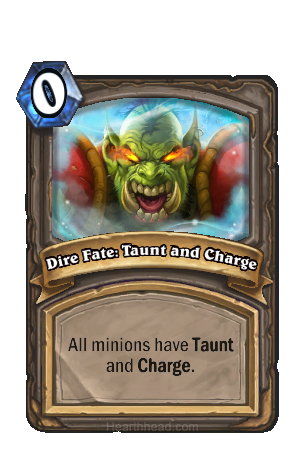 0
Dire Fate: Taunt and Charge
All minions have Taunt
and Charge.
Hearthhead.com